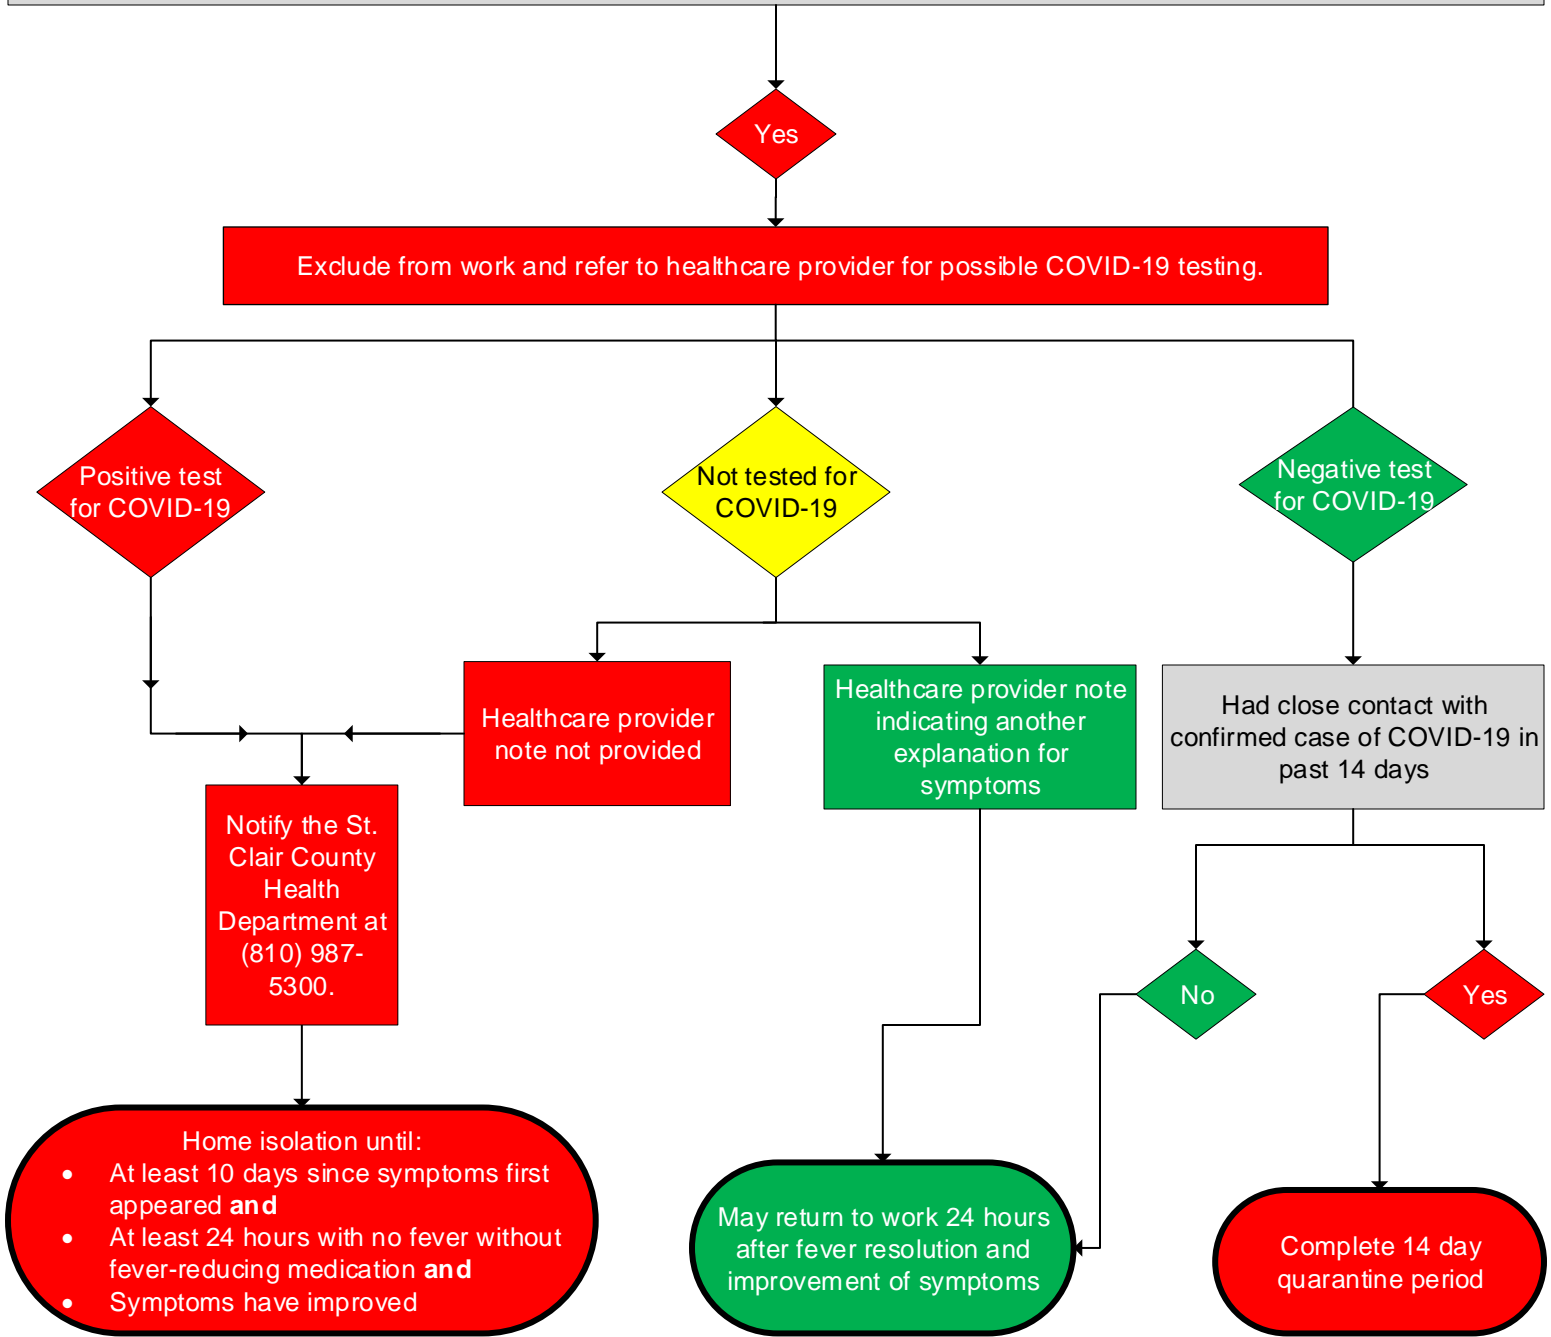 Yes
Exclude from work and refer to healthcare provider for possible COVID-19 testing.
Positive test
for COVID-19
Not tested for
COVID-19
Negative test
for COVID-19
Healthcare provider
note not provided
Healthcare provider note
indicating another
explanation for
symptoms
Had close contact with
confirmed case of COVID-19 in
past 14 days
Notify the St.
Clair County
Health
Department at
(810) 987-
5300.
No
Yes
Home isolation until:
• At least 10 days since symptoms first
appeared and
• At least 24 hours with no fever without
fever-reducing medication and
• Symptoms have improved
May return to work 24 hours
after fever resolution and
improvement of symptoms
Complete 14 day
quarantine period